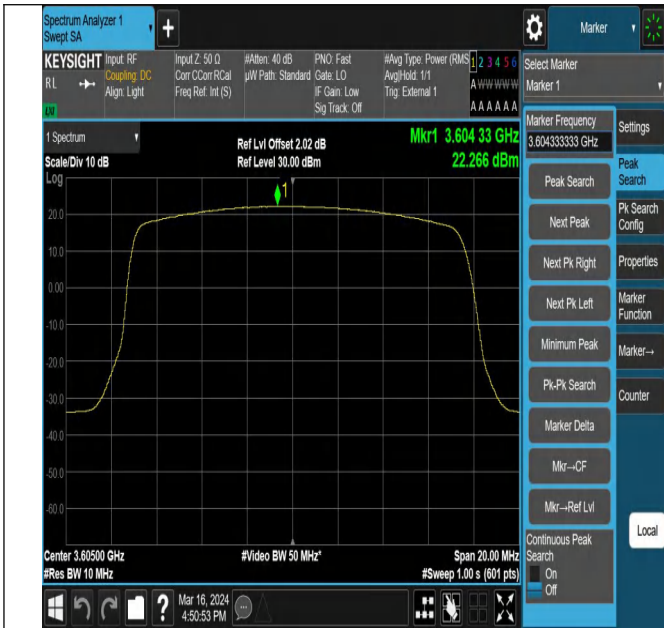 Spectrum Analyzer 1
Swept SA
+
Marker
KEYSIGHT
RL
LXI
Input: RF
Coupling: DC
Align: Light
Input Z: 50 Ω
Corr CCorr RCal
Freq Ref: Int (S)
#Atten: 40 dB
µW Path: Standard
PNO: Fast
Gate: LO
IF Gain: Low
Sig Track: Off
#Avg Type: Power (RMS
Avg|Hold: 1/1
Trig: External 1
1 2 3 4 5 6
A W W W W W
A A A A A A
Select Marker
Marker 1
1 Spectrum
Scale/Div 10 dB
Log
Ref Lvl Offset 2.02 dB
Ref Level 30.00 dBm
Mkr1 3.604 33 GHz
22.266 dBm
1
20.0
10.0
0.00
-10.0
-20.0
-30.0
-40.0
-50.0
-60.0
Center 3.60500 GHz
#Res BW 10 MHz
#Video BW 50 MHz*
Span 20.00 MHz
#Sweep 1.00 s (601 pts)
Marker Frequency
3.604333333 GHz
Peak Search
Next Peak
Next Pk Right
Next Pk Left
Minimum Peak
Pk-Pk Search
Marker Delta
Mkr→CF
Mkr→Ref Lvl
Continuous Peak
Search
On
Off
Settings
Peak
Search
Pk Search
Config
Properties
Marker
Function
Marker→
Counter
Local
?
Mar 16, 2024
4:50:53 PM